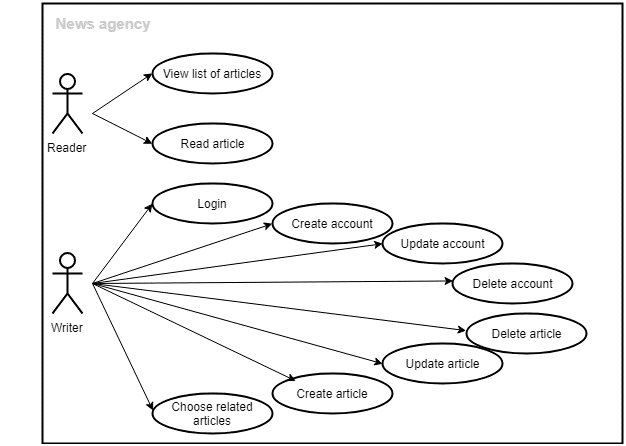 News agency
View list of articles
Reader
Read article
Login
Create account
Update account
Delete account
Writer
Delete article
Update article
Create article
Choose related
articles